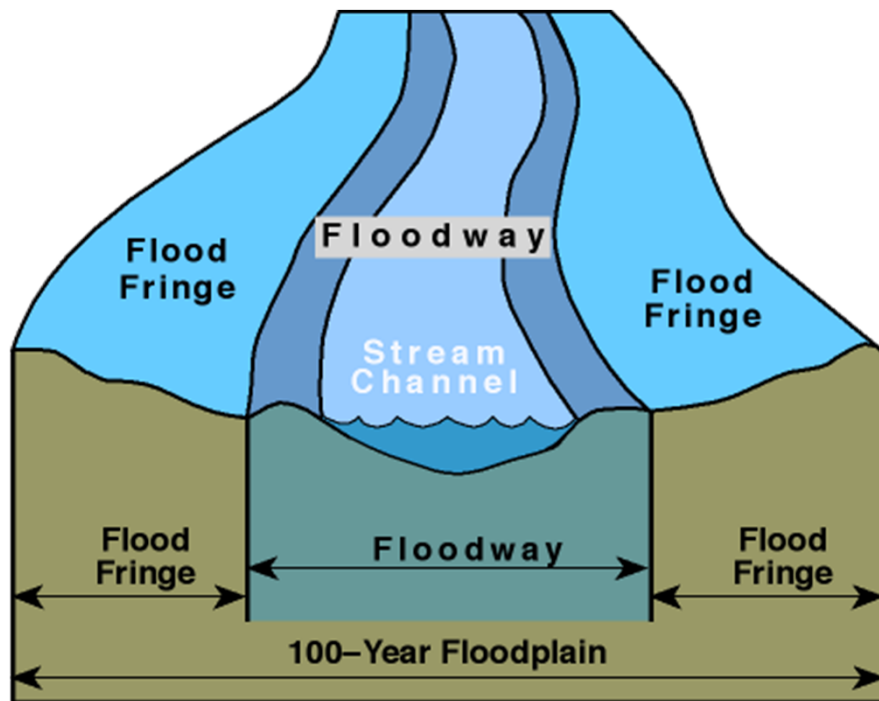 Floodway
Flood
Fringe
Flood
Fringe
Stream
Channel
Flood
Fringe
Floodway
Flood
Fringe
100–Year Floodplain